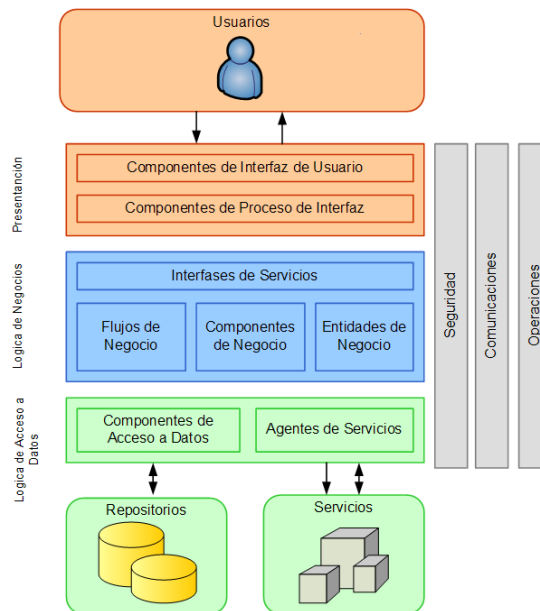 Usuarios
Presentanción
Componentes de Interfaz de Usuario
Componentes de Proceso de Interfaz
Logica de Negocios
Interfases de Servicios
Flujos de
Negocio
Componentes
de Negocio
Entidades de
Negocio
Logica de Acceso a
Datos
Componentes de
Acceso a Datos
Agentes de Servicios
Repositorios
Servicios
Seguridad
Comunicaciones
Operaciones